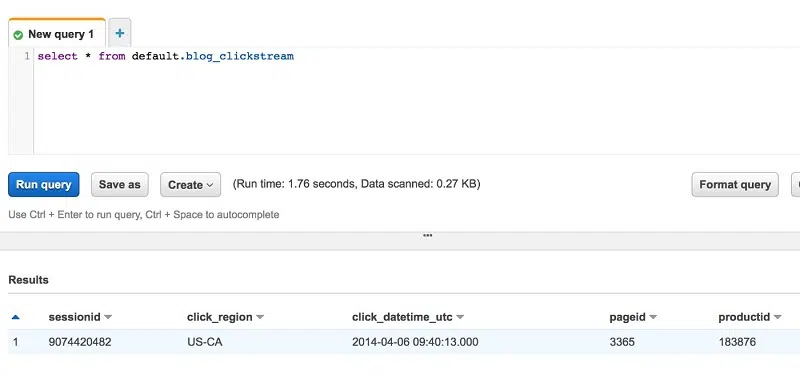 New query 1 +
1 select * from default.blog_clickstream
Run query Save as Create (Run time: 1.76 seconds, Data scanned: 0.27 KB) Format query
Use Ctrl + Enter to run query, Ctrl + Space to autocomplete
Results
sessionid click_region click_datetime_utc pageid productid
1 9074420482 US-CA 2014-04-06 09:40:13.000 3365 183876